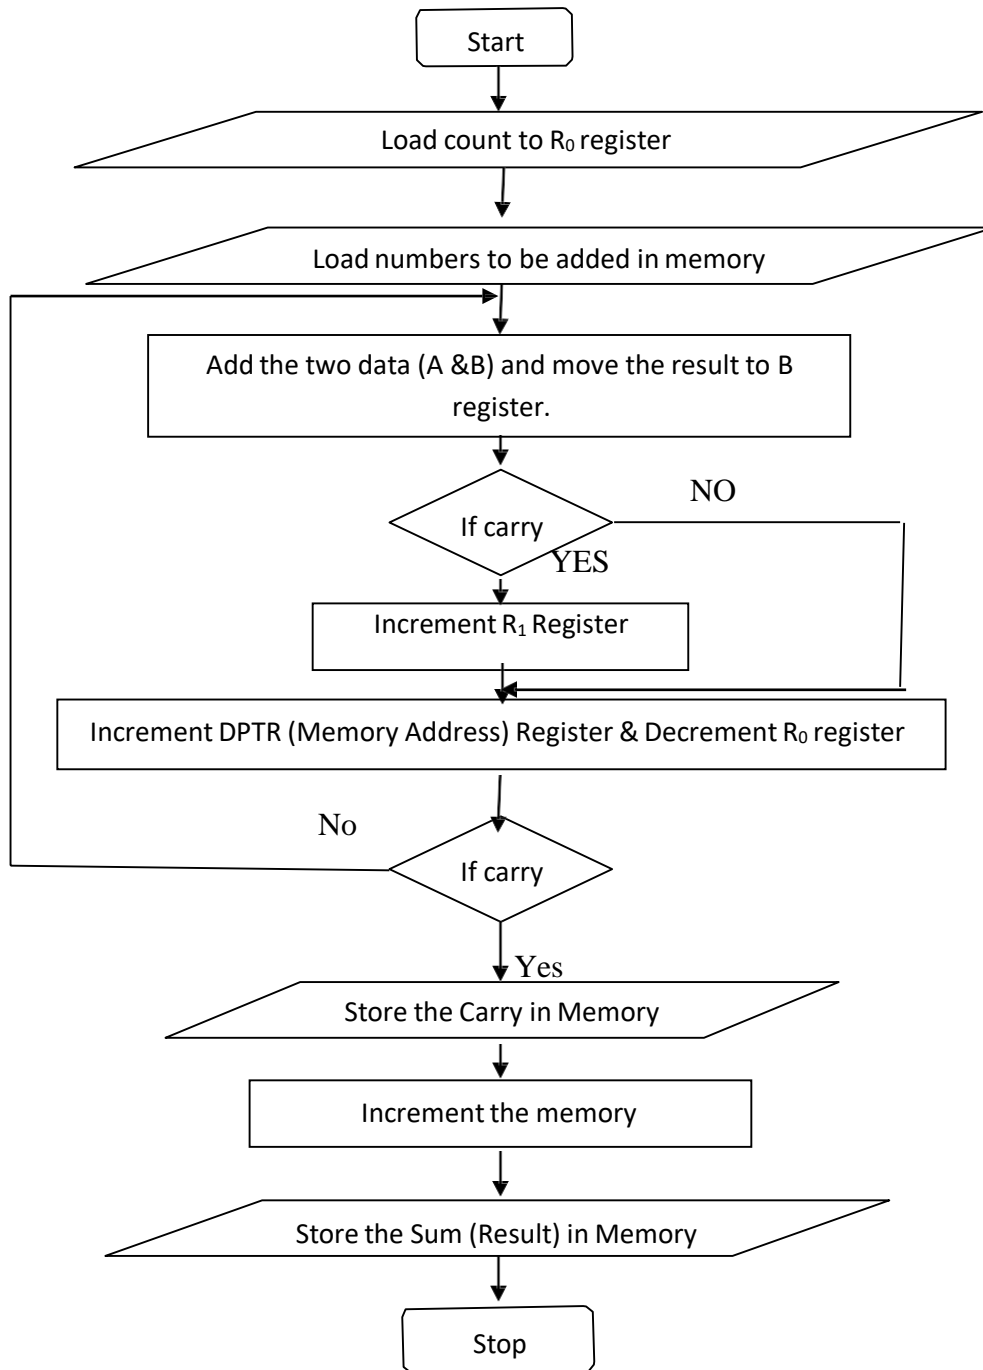 Start
Load count to R₀ register
Load numbers to be added in memory
Add the two data (A &B) and move the result to B
register.
NO
If carry
YES
Increment R₁ Register
Increment DPTR (Memory Address) Register & Decrement R₀ register
No
If carry
Yes
Store the Carry in Memory
Increment the memory
Store the Sum (Result) in Memory
Stop